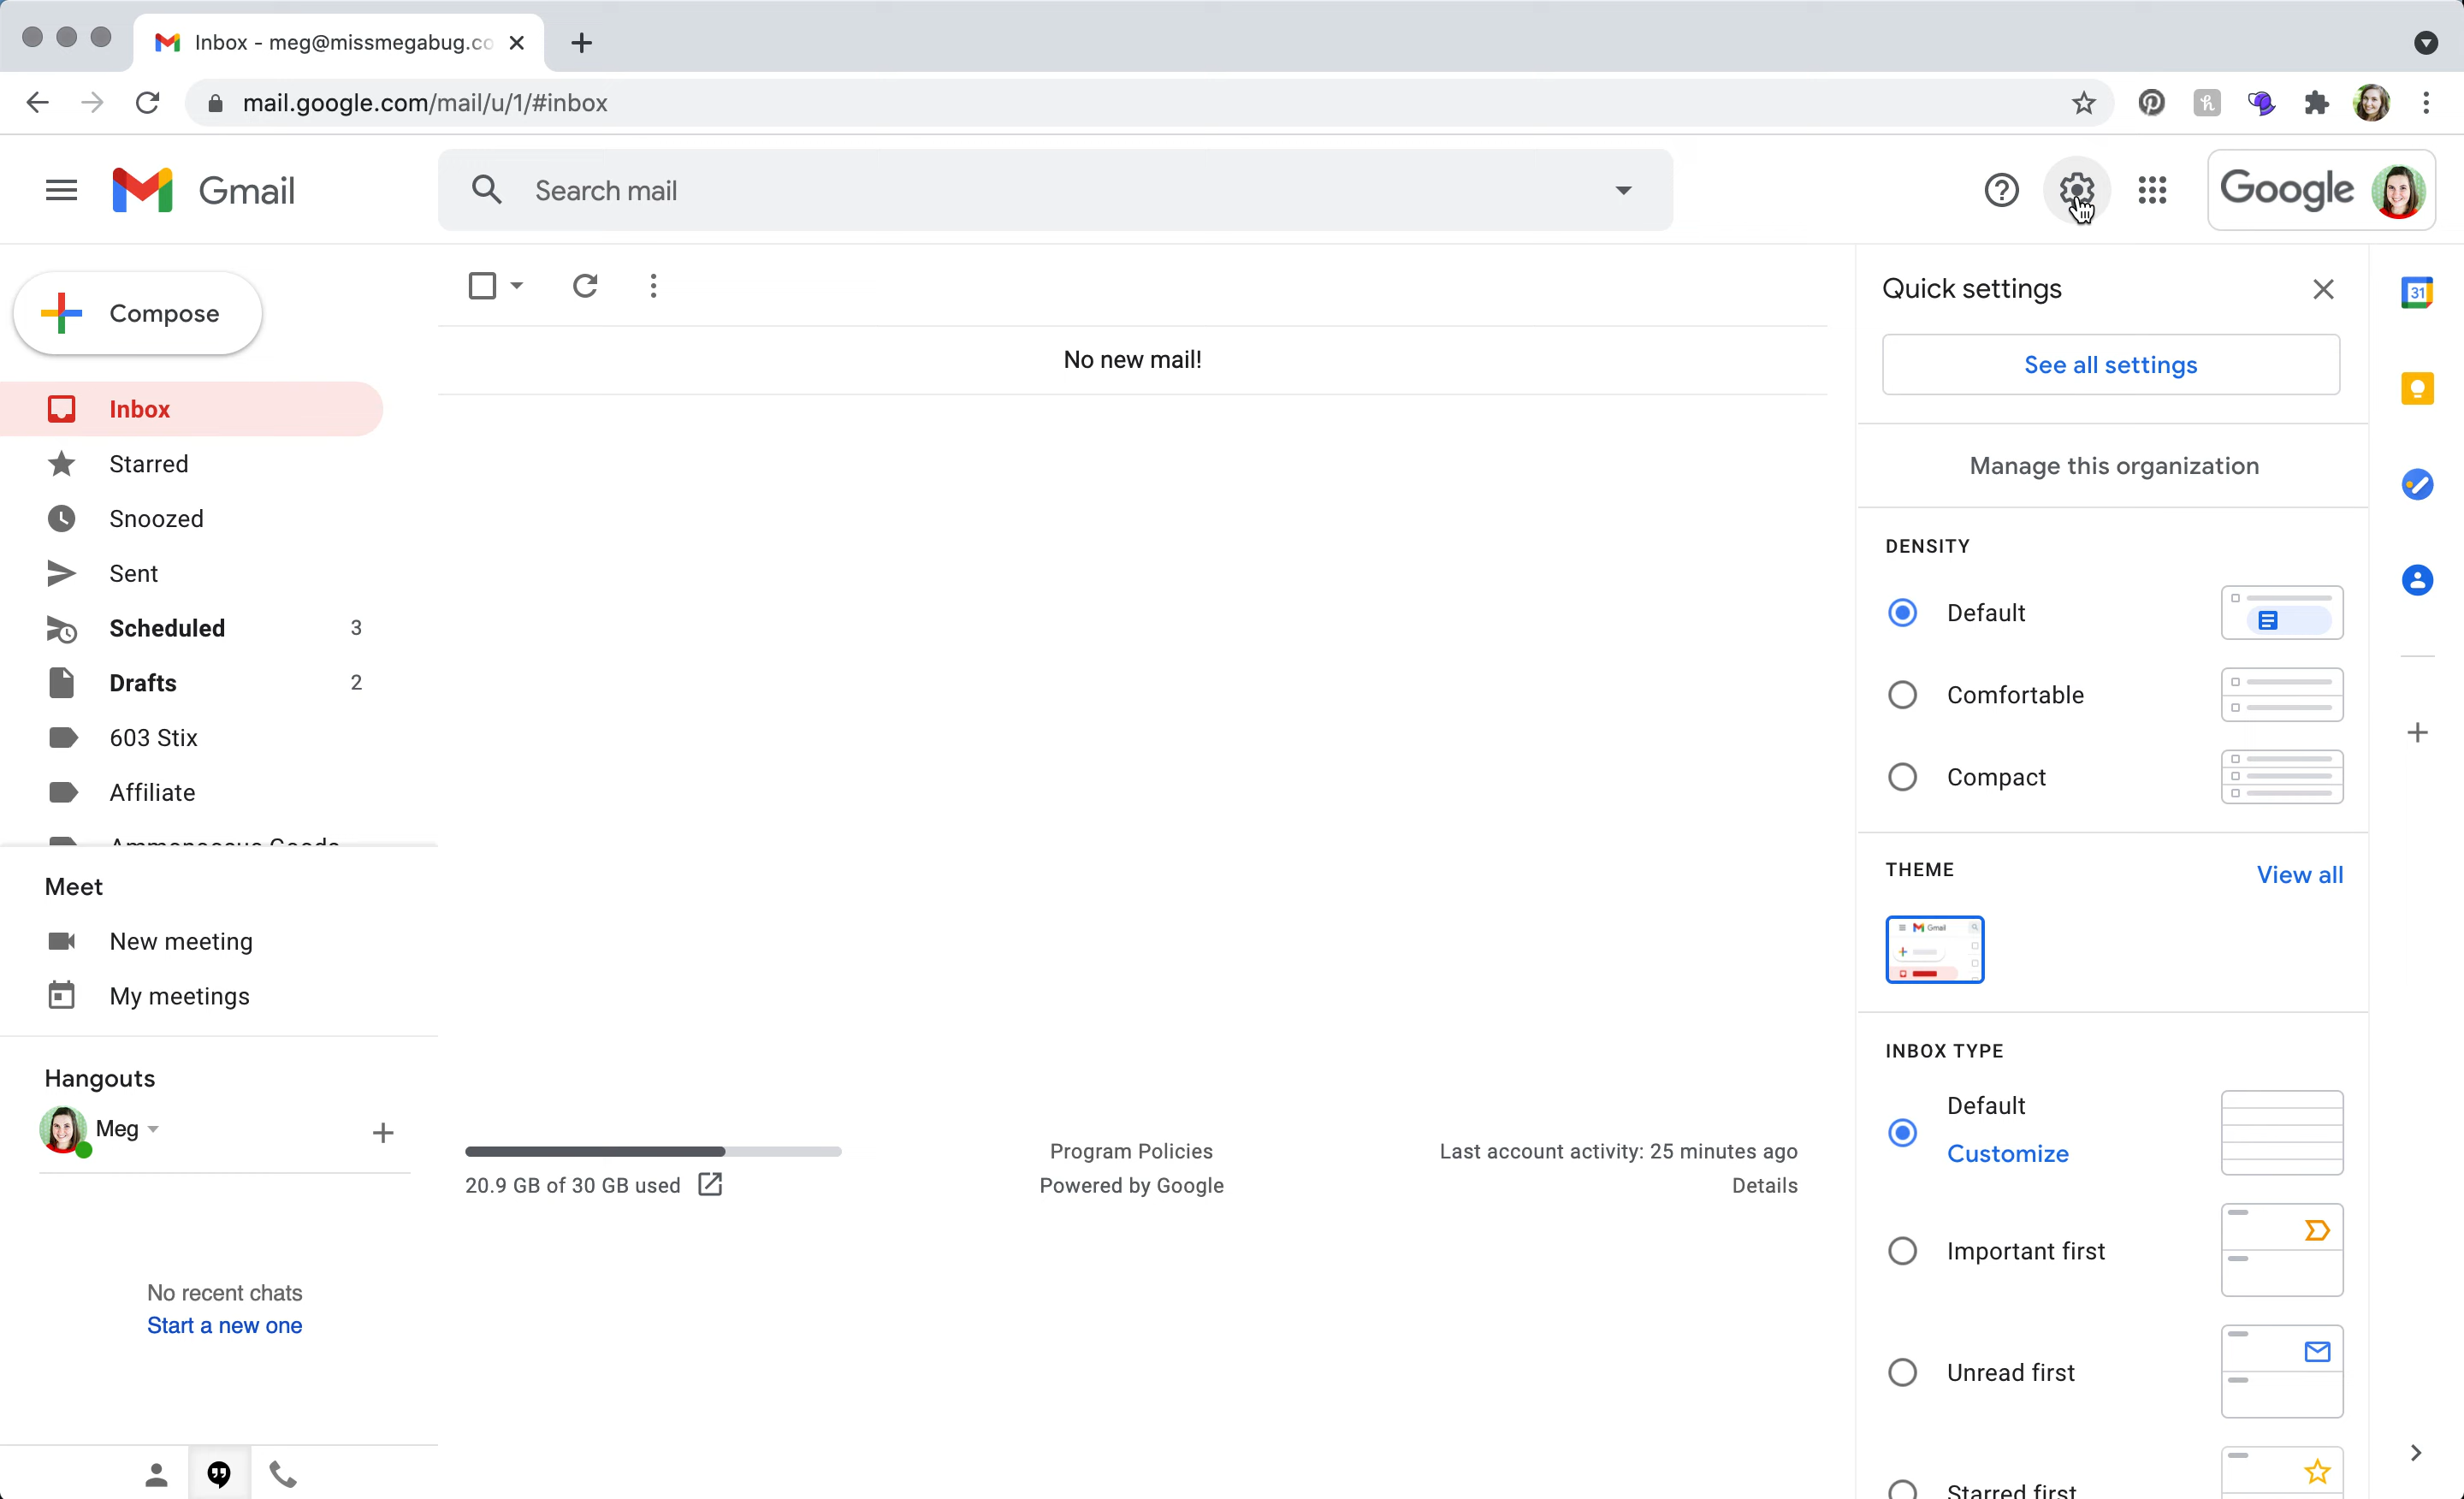 Inbox - meg@missmegabug.co
mail.google.com/mail/u/1/#inbox
Gmail
Search mail
Google
Compose
Inbox
Starred
Snoozed
Sent
Scheduled 3
Drafts 2
603 Stix
Affiliate
Meet
New meeting
My meetings
Hangouts
Meg
No recent chats
Start a new one
No new mail!
20.9 GB of 30 GB used
Program Policies
Powered by Google
Last account activity: 25 minutes ago
Details
Quick settings
See all settings
Manage this organization
DENSITY
Default
Comfortable
Compact
THEME
View all
Gmail
INBOX TYPE
Default
Customize
Important first
Unread first
Starred first
31